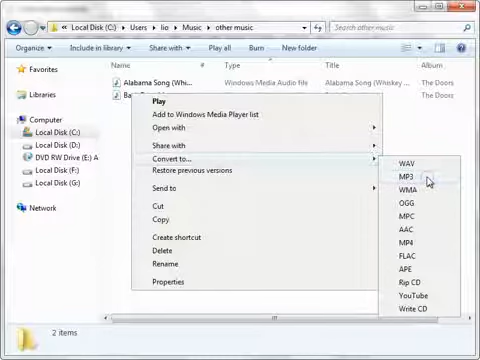 Local Disk (C:) ▸ Users ▸ lio ▸ Music ▸ other music
Search other music
Organize
Include in library
Share with
Play all
Burn
New folder
Name
Type
Title
Album
Favorites
Libraries
Computer
Local Disk (C:)
Local Disk (D:)
DVD RW Drive (E:) A
Local Disk (F:)
Local Disk (G:)
Network
Alabama Song (Whi...
Windows Media Audio file
Alabama Song (Whiskey ...
The Doors
The Doors
Play
Add to Windows Media Player list
Open with
Share with
Convert to...
Restore previous versions
Send to
Cut
Copy
Create shortcut
Delete
Rename
Properties
WAV
MP3
WMA
OGG
MPC
AAC
MP4
FLAC
APE
Rip CD
YouTube
Write CD
2 items